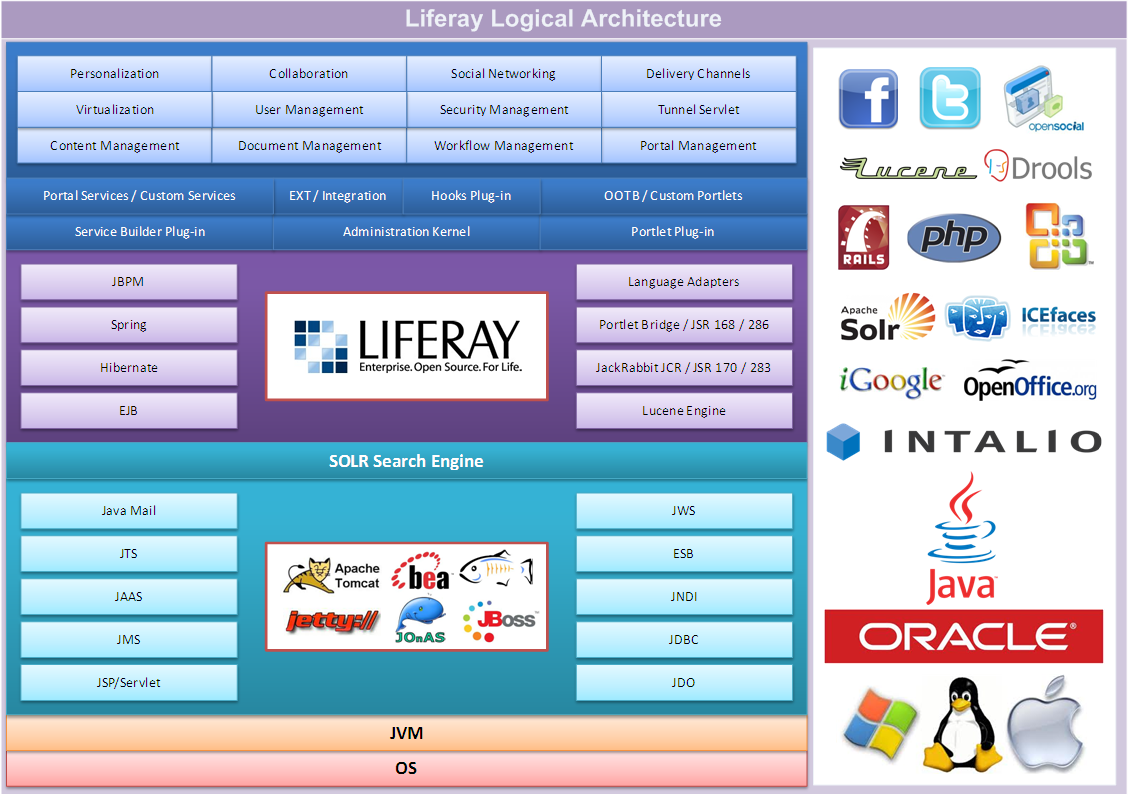 Liferay Logical Architecture
Personalization
Collaboration
Social Networking
Delivery Channels
Virtualization
User Management
Security Management
Tunnel Servlet
Content Management
Document Management
Workflow Management
Portal Management
Portal Services / Custom Services
EXT / Integration
Hooks Plug-in
OOTB / Custom Portlets
Service Builder Plug-in
Administration Kernel
Portlet Plug-in
JBPM
Spring
Hibernate
EJB
LIFERAY
Enterprise. Open Source. For Life.
Language Adapters
Portlet Bridge / JSR 168 / 286
JackRabbit JCR / JSR 170 / 283
Lucene Engine
SOLR Search Engine
Java Mail
JTS
JAAS
JMS
JSP/Servlet
Apache
Tomcat
bea
jetty://
JOnAS
JBoss™
JWS
ESB
JNDI
JDBC
JDO
JVM
OS
f
t
opensocial
Lucene
Drools
RAILS
php
Apache
Solr
ICEfaces
iGoogle™
OpenOffice.org
INTALIO
Java™
ORACLE®